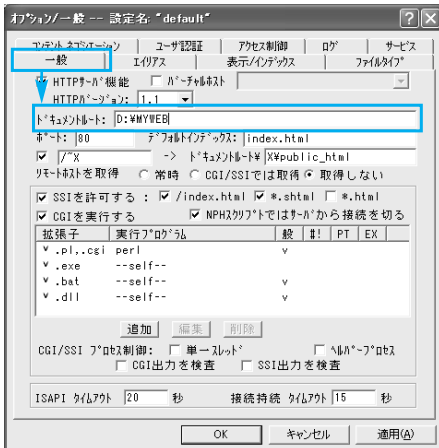 ｵﾌﾟｼｮﾝ/一般 -- 設定名: "default"
ｺﾝﾃﾝﾄ ﾈｺﾞｼｴｰｼｮﾝ ﾕｰｻﾞ認証 ｱｸｾｽ制御 ﾛｸﾞ ｻｰﾋﾞｽ
一般 ｴｲﾘｱｽ 表示/ｲﾝﾃﾞｯｸｽ ﾌｧｲﾙﾀｲﾌﾟ
HTTPｻｰﾊﾞ機能 ﾊﾞｰﾁｬﾙﾎｽﾄ
HTTPﾊﾞｰｼﾞｮﾝ: 1.1
ﾄﾞｷｭﾒﾝﾄﾙｰﾄ: D:¥MYWEB
ﾎﾟｰﾄ: 80 ﾃﾞﾌｫﾙﾄｲﾝﾃﾞｯｸｽ: index.html
/~X -> ﾄﾞｷｭﾒﾝﾄﾙｰﾄ¥ X¥public_html
ﾘﾓｰﾄﾎｽﾄを取得 常時 CGI/SSIでは取得 取得しない
SSIを許可する : /index.html *.shtml *.html
CGIを実行する NPHｽｸﾘﾌﾟﾄではｻｰﾊﾞから接続を切る
拡張子 実行ﾌﾟﾛｸﾞﾗﾑ 般 #! PT EX
v .pl,.cgi perl v
v .exe --self--
v .bat --self-- v
v .dll --self-- v
追加 編集 削除
CGI/SSI ﾌﾟﾛｾｽ制御: 単一ｽﾚｯﾄﾞ ﾍﾙﾊﾟｰﾌﾟﾛｾｽ
CGI出力を検査 SSI出力を検査
ISAPI ﾀｲﾑｱｳﾄ 20 秒 接続持続 ﾀｲﾑｱｳﾄ 15 秒
OK ｷｬﾝｾﾙ 適用(A)